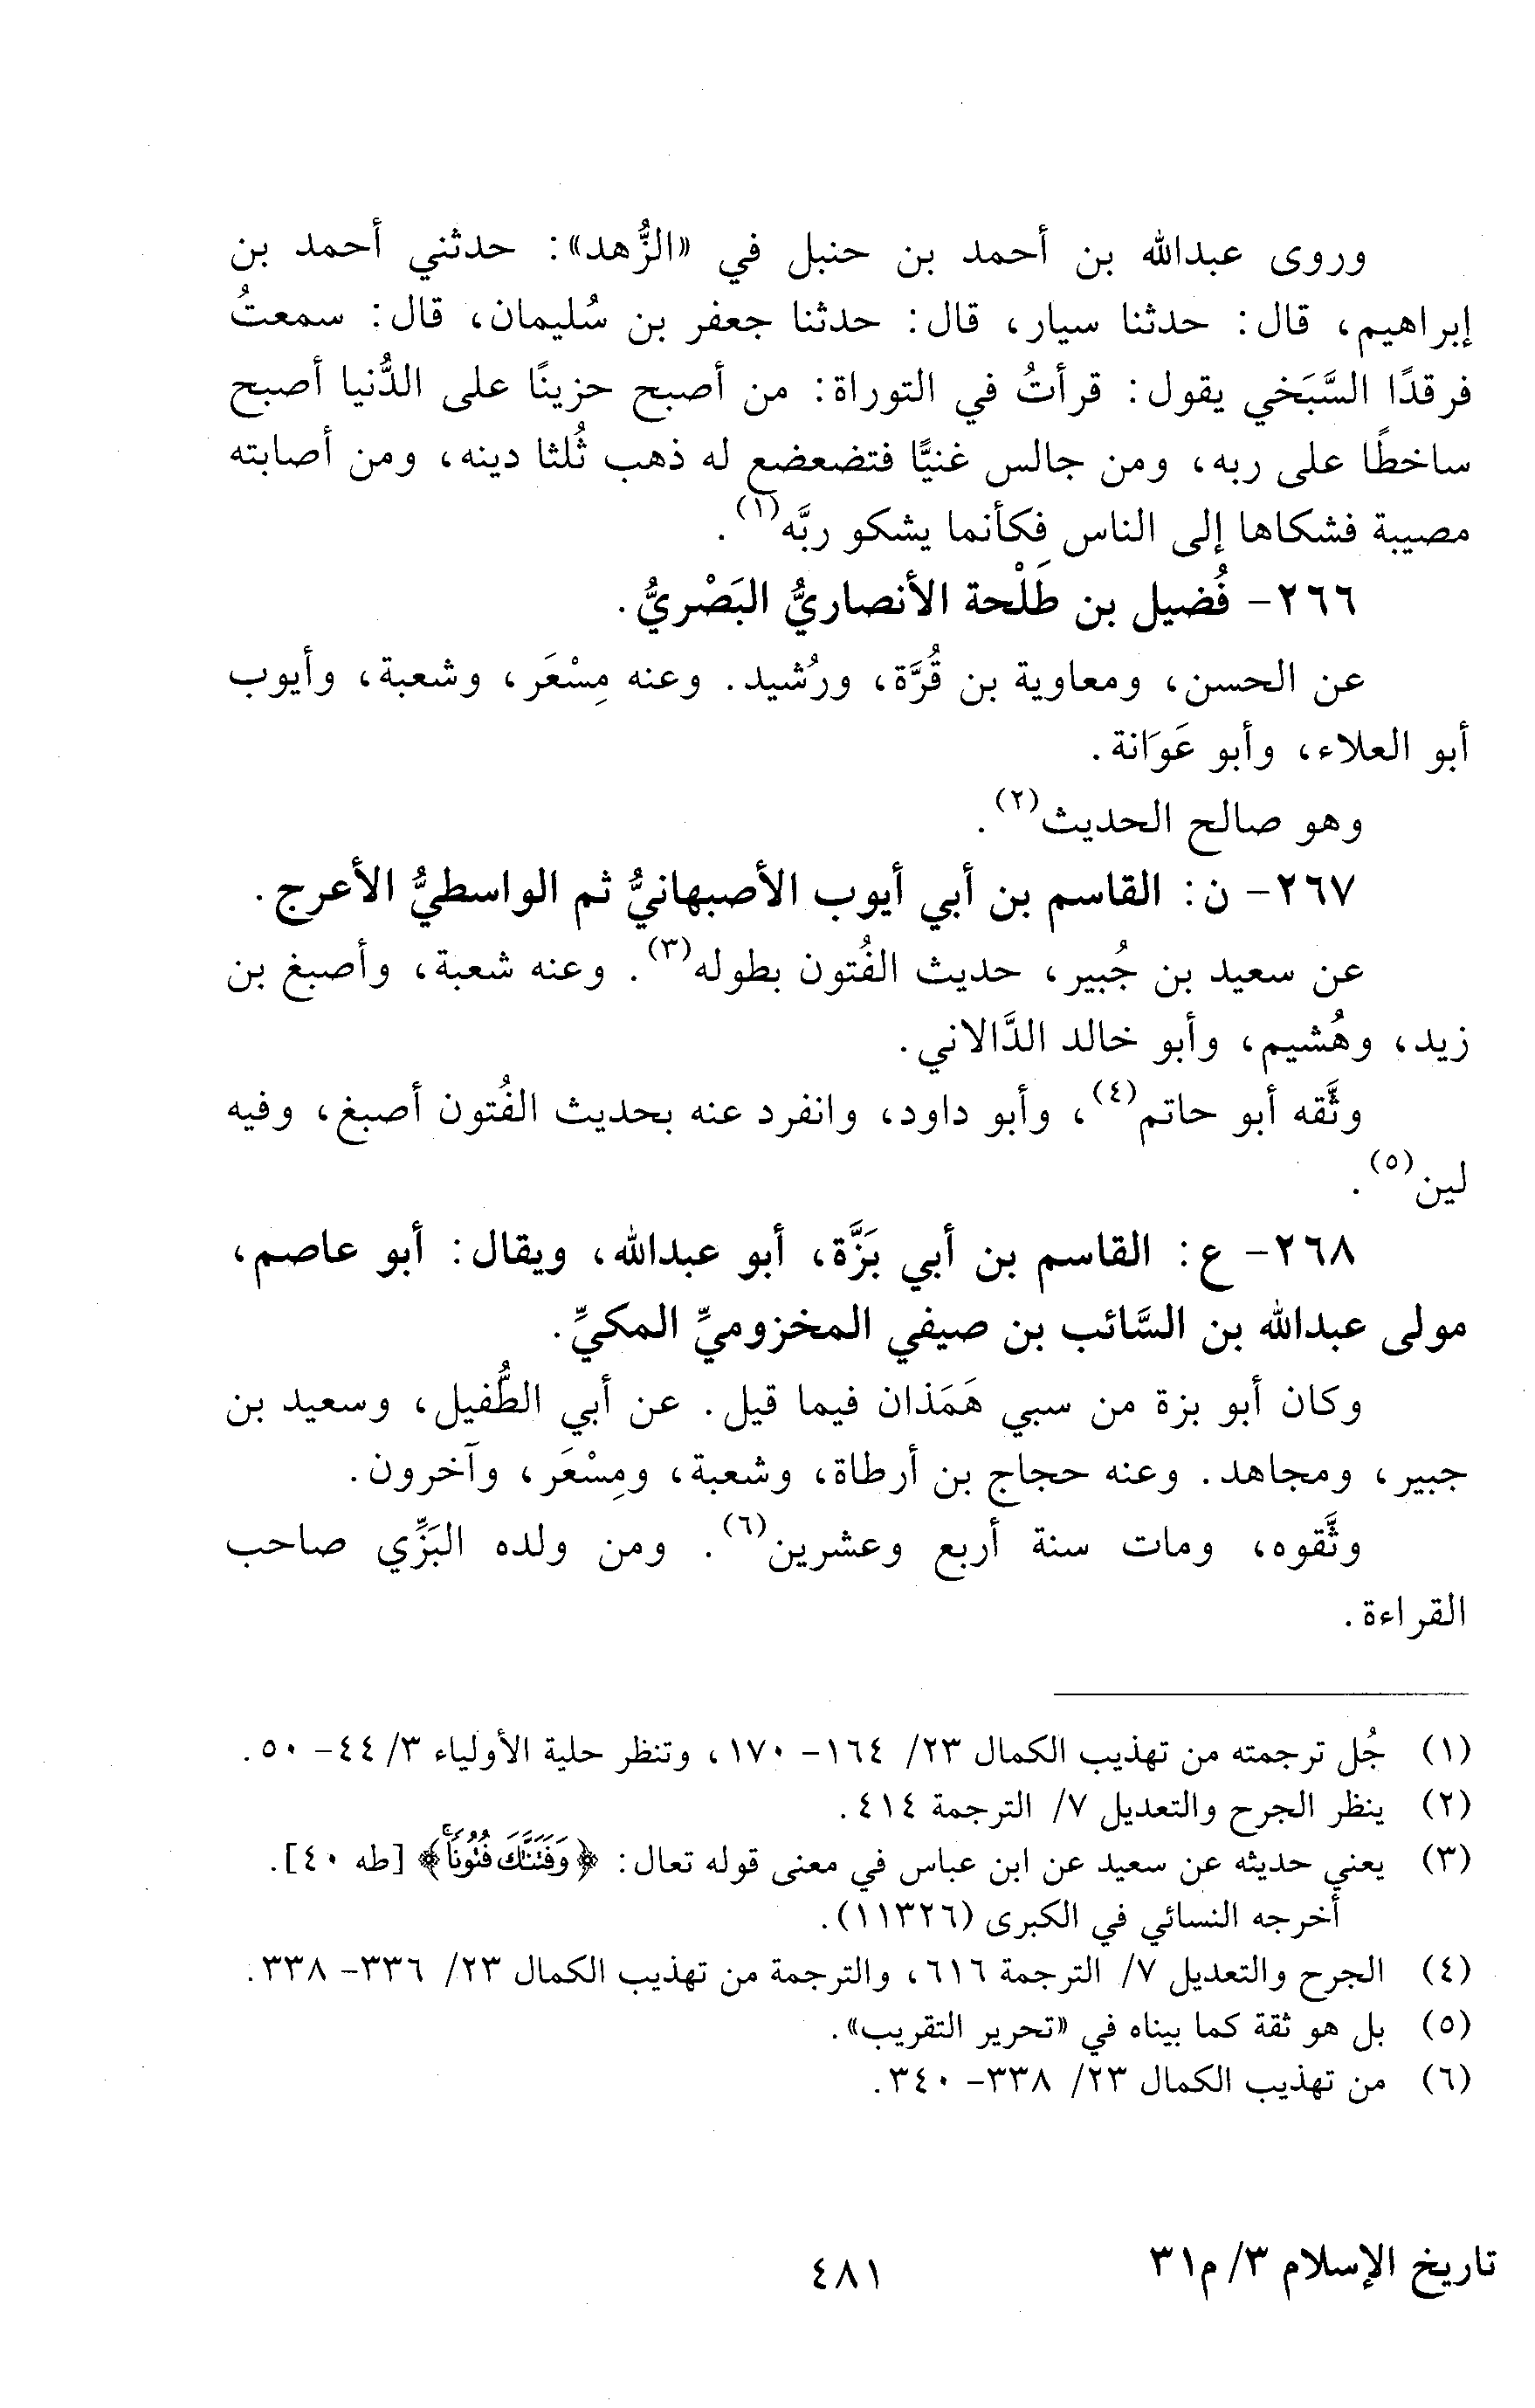 وروى عبدالله بن أحمد بن حنبل في «الزُّهد»: حدثني أحمد بن
إبراهيم، قال: حدثنا سيار، قال: حدثنا جعفر بن سُليمان، قال: سمعتُ
فرقدًا السَّبَخي يقول: قرأتُ في التوراة: من أصبح حزينًا على الدُّنيا أصبح
ساخطًا على ربه، ومن جالس غنيًّا فتضعضع له ذهب ثُلثا دينه، ومن أصابته
مصيبة فشكاها إلى الناس فكأنما يشكو ربَّه(١).
٢٦٦- فُضيل بن طَلْحة الأنصاريُّ البَصْريُّ.
عن الحسن، ومعاوية بن قُرَّة، ورُشيد. وعنه مِسْعَر، وشعبة، وأيوب
أبو العلاء، وأبو عَوَانة.
وهو صالح الحديث(٢).
٢٦٧- ن: القاسم بن أبي أيوب الأصبهانيُّ ثم الواسطيُّ الأعرج.
عن سعيد بن جُبير، حديث الفُتون بطوله(٣). وعنه شعبة، وأصبغ بن
زيد، وهُشيم، وأبو خالد الدَّالاني.
وثَّقه أبو حاتم(٤)، وأبو داود، وانفرد عنه بحديث الفُتون أصبغ، وفيه
لين(٥).
٢٦٨- ع: القاسم بن أبي بَزَّة، أبو عبدالله، ويقال: أبو عاصم،
مولى عبدالله بن السَّائب بن صيفي المخزوميِّ المكيِّ.
وكان أبو بزة من سبي هَمَذان فيما قيل. عن أبي الطُّفيل، وسعيد بن
جبير، ومجاهد. وعنه حجاج بن أرطاة، وشعبة، ومِسْعَر، وآخرون.
وثَّقوه، ومات سنة أربع وعشرين(٦). ومن ولده البَزِّي صاحب
القراءة.
(١) جُل ترجمته من تهذيب الكمال ٢٣/ ١٦٤- ١٧٠، وتنظر حلية الأولياء ٣/ ٤٤- ٥٠.
(٢) ينظر الجرح والتعديل ٧/ الترجمة ٤١٤.
(٣) يعني حديثه عن سعيد عن ابن عباس في معنى قوله تعال: ﴿وَفَتَنَّٰكَ فُتُونٗاۚ﴾ [طه ٤٠].
أخرجه النسائي في الكبرى (١١٣٢٦).
(٤) الجرح والتعديل ٧/ الترجمة ٦١٦، والترجمة من تهذيب الكمال ٢٣/ ٣٣٦- ٣٣٨.
(٥) بل هو ثقة كما بيناه في «تحرير التقريب».
(٦) من تهذيب الكمال ٢٣/ ٣٣٨- ٣٤٠.
تاريخ الإسلام ٣/ م٣١
٤٨١